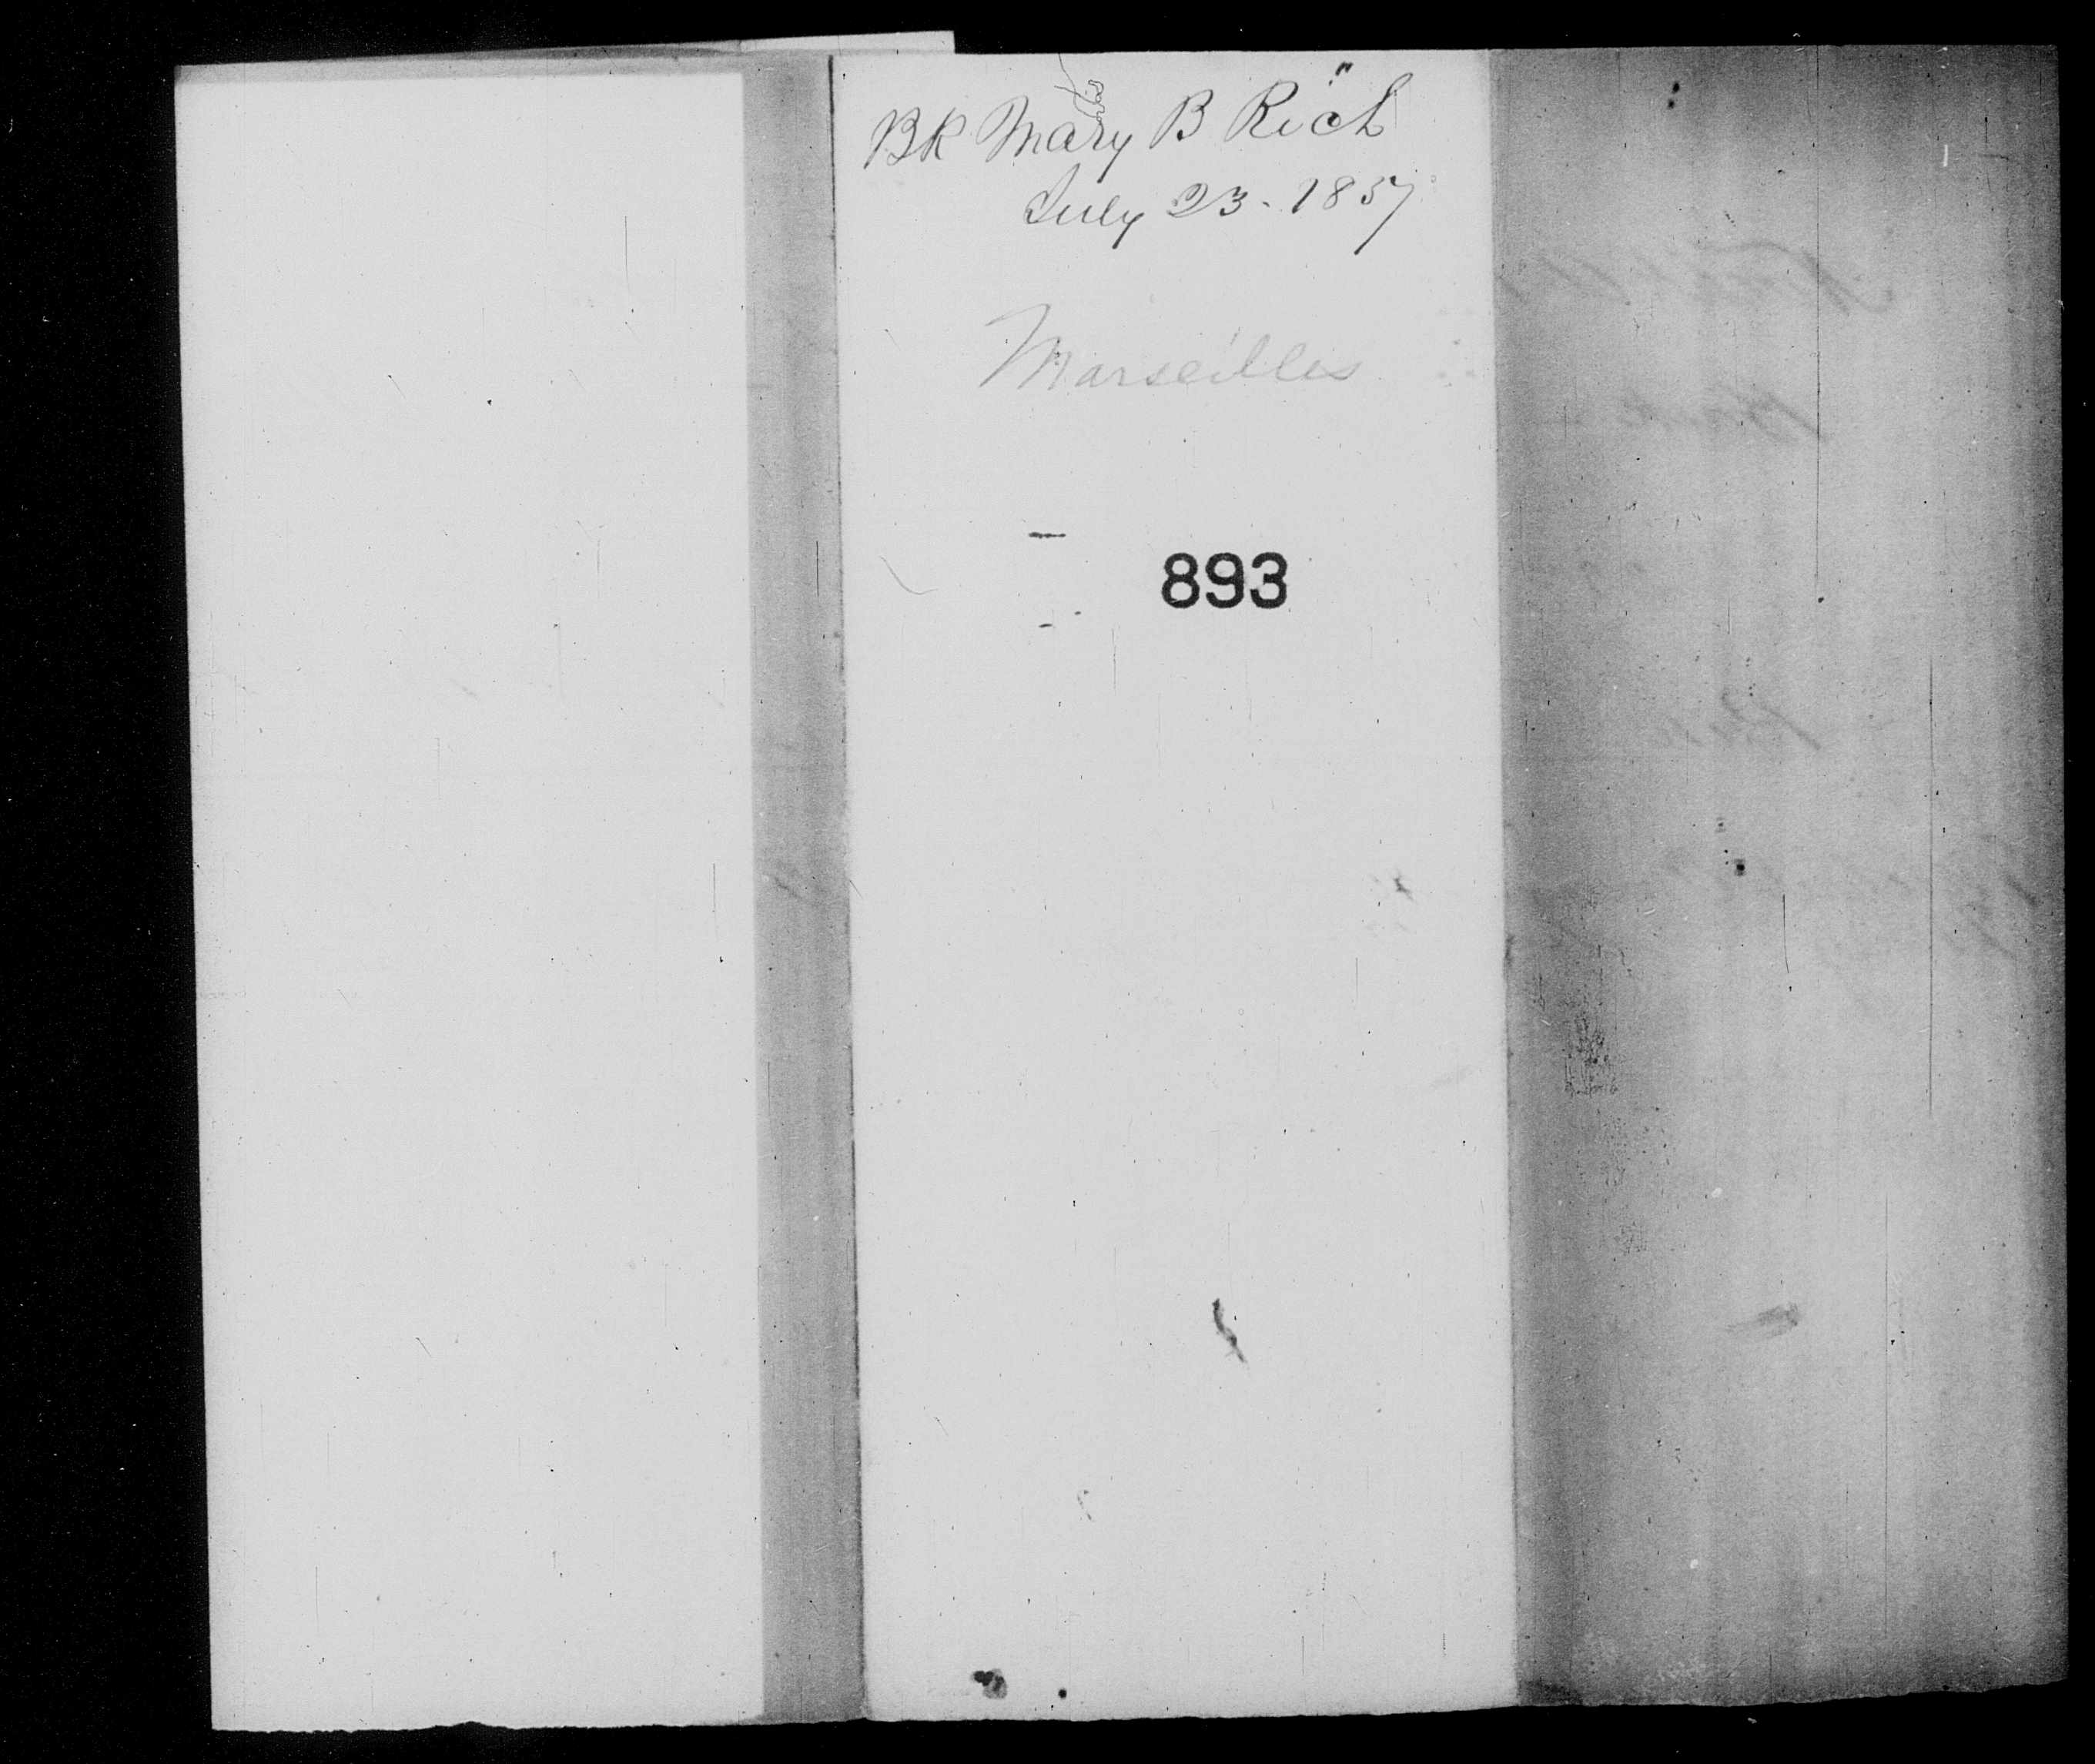 Bk Mary B Rich
July 23. 1857
Marseilles
893